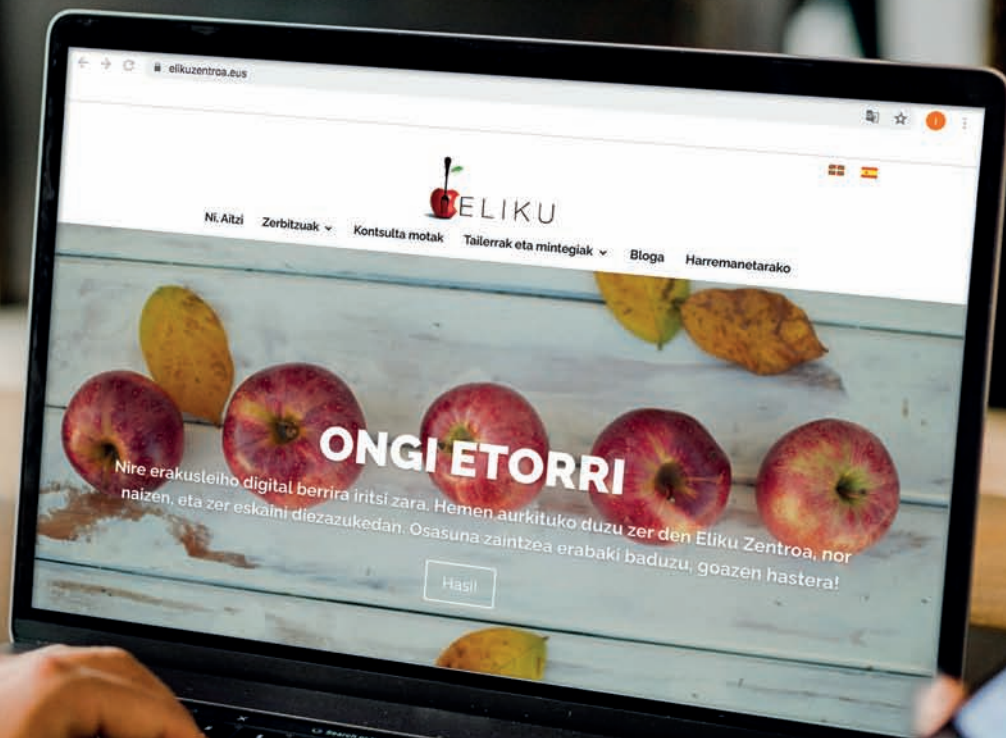 elikuzentroa.eus
ELIKU
Ni, Aitzi Zerbitzuak Kontsulta motak Tailerrak eta mintegiak Bloga Harremanetarako
ONGI ETORRI
Nire erakusleiho digital berrira iritsi zara. Hemen aurkituko duzu zer den Eliku Zentroa, nor
naizen, eta zer eskaini diezazukedan. Osasuna zaintzea erabaki baduzu, goazen hastera!
Hasi!